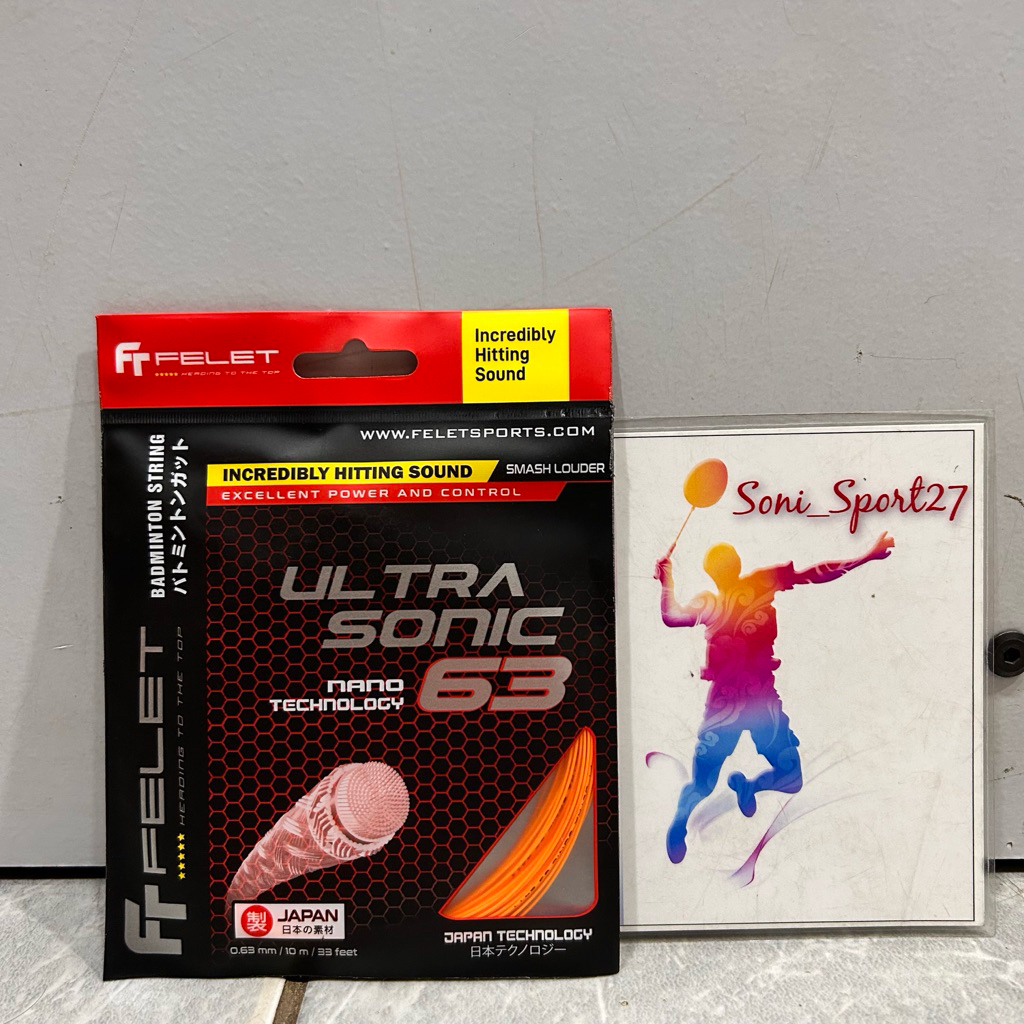 FT FELET
★★★★★ HEADING TO THE TOP
Incredibly
Hitting
Sound
WWW.FELETSPORTS.COM
INCREDIBLY HITTING SOUND
SMASH LOUDER
EXCELLENT POWER AND CONTROL
BADMINTON STRING
バトミントンガット
FT FELET
★★★★★ HEADING TO THE TOP
ULTRA
SONIC
63
NANO
TECHNOLOGY
製 JAPAN
日本の素材
0.63 mm / 10 m / 33 feet
JAPAN TECHNOLOGY
日本テクノロジー
Soni_Sport27